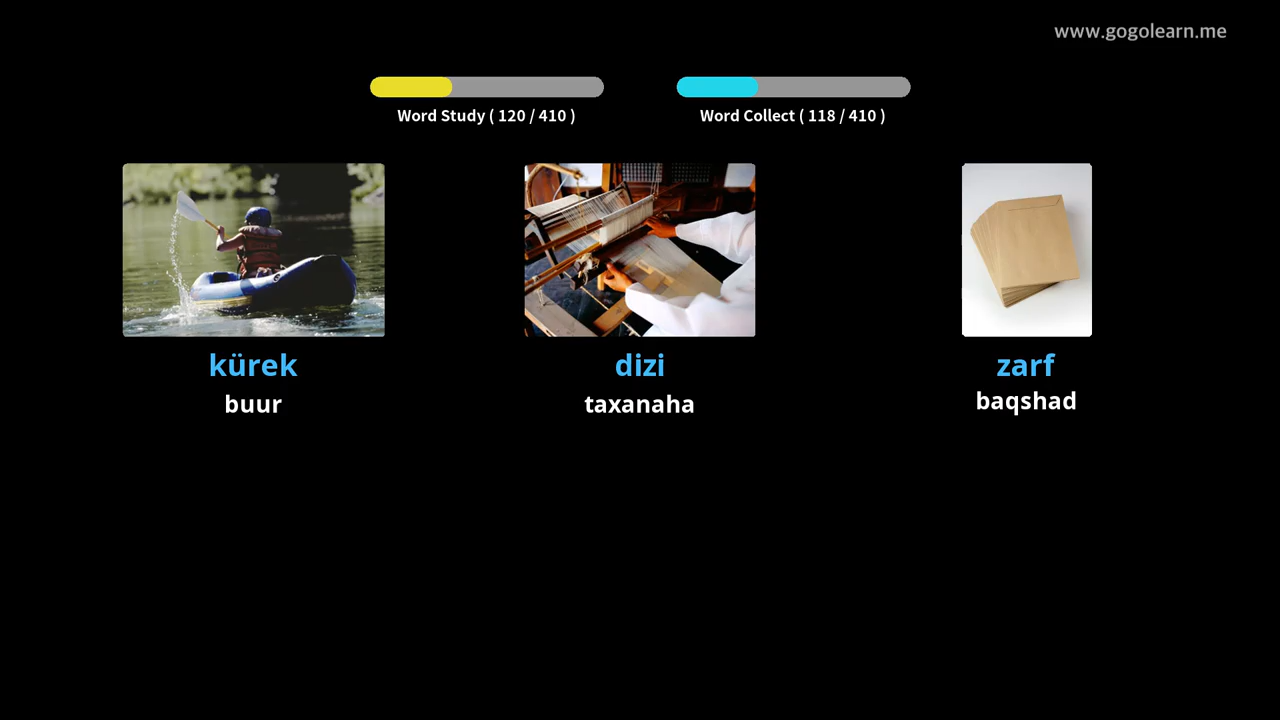 www.gogolearn.me
Word Study ( 120 / 410 )
Word Collect ( 118 / 410 )
kürek
dizi
zarf
buur
taxanaha
baqshad